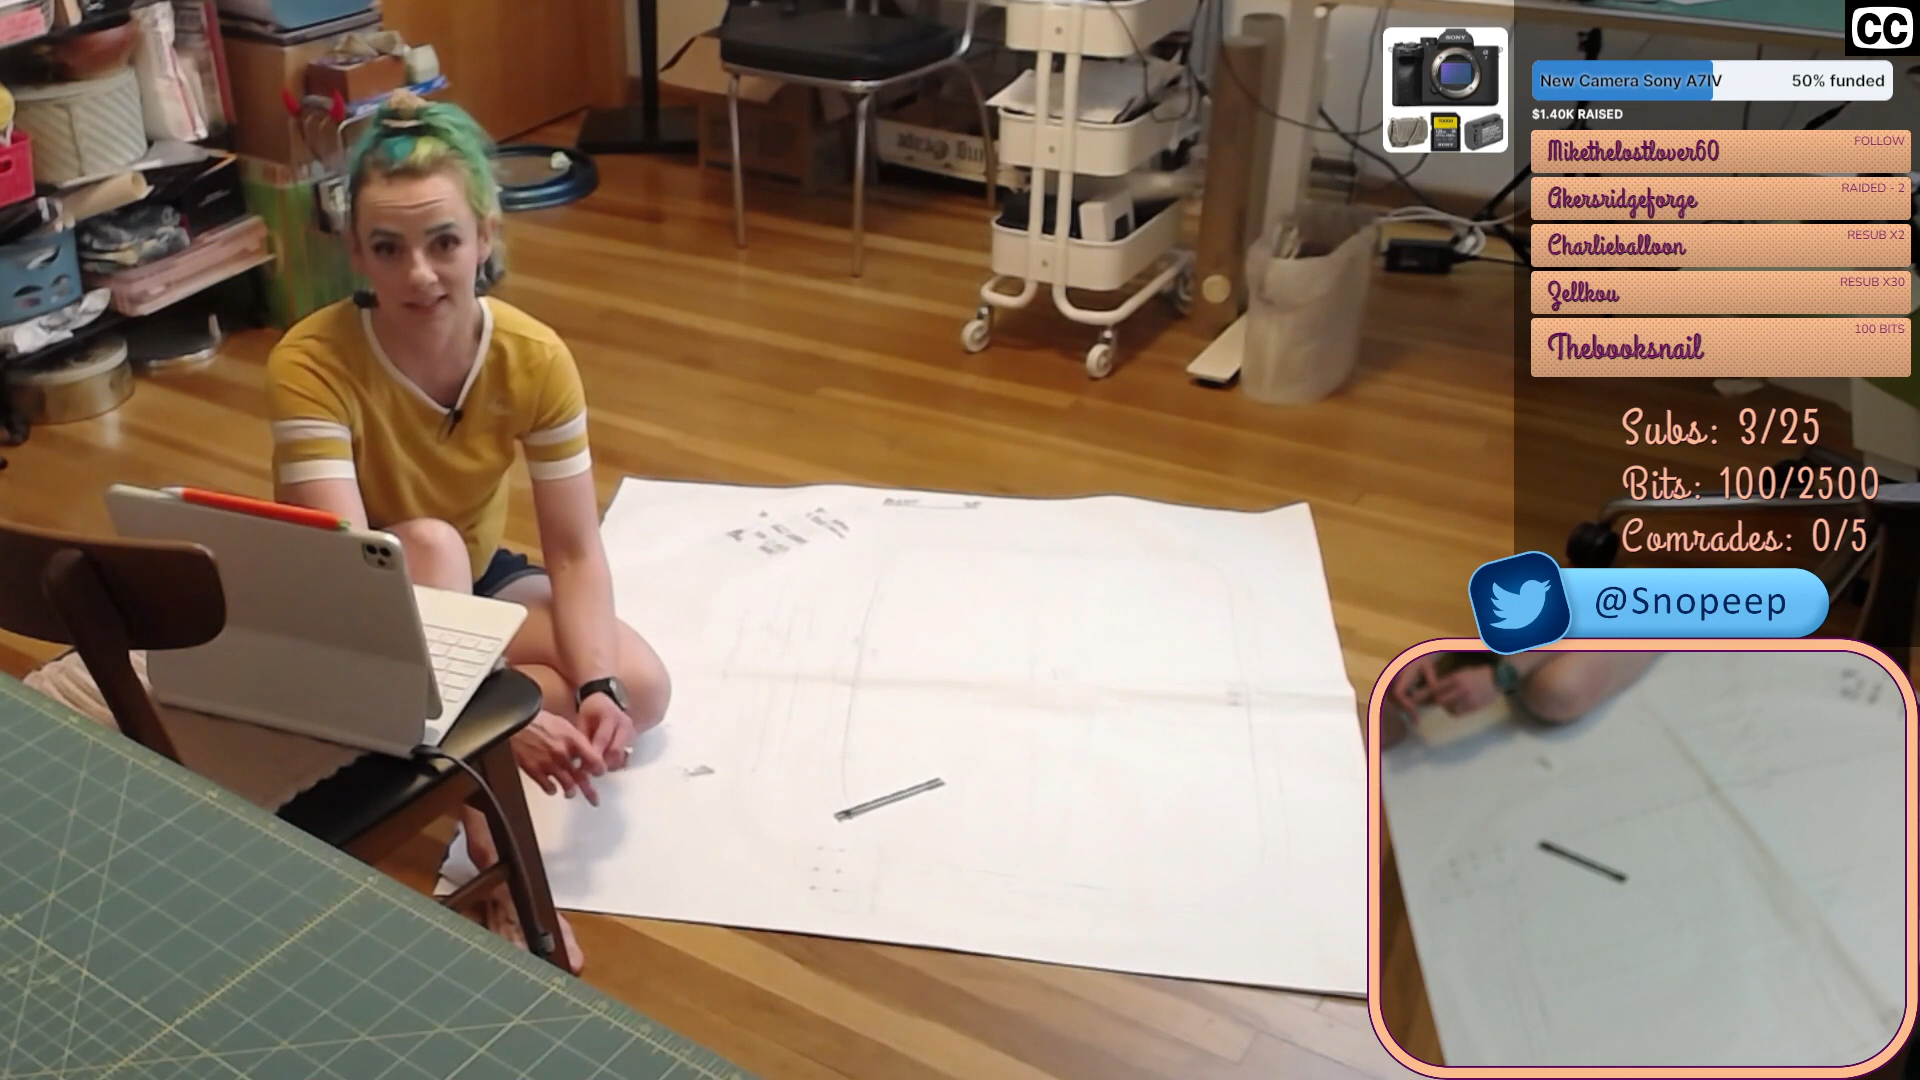 CC
SONY
New Camera Sony A7IV 50% funded
$1.40K RAISED
Mikethelostlover60 FOLLOW
Akersridgeforge RAIDED - 2
Charlieballoon RESUB X2
Zellkou RESUB X30
Thebooksnail 100 BITS
Subs: 3/25
Bits: 100/2500
Comrades: 0/5
@Snopeep